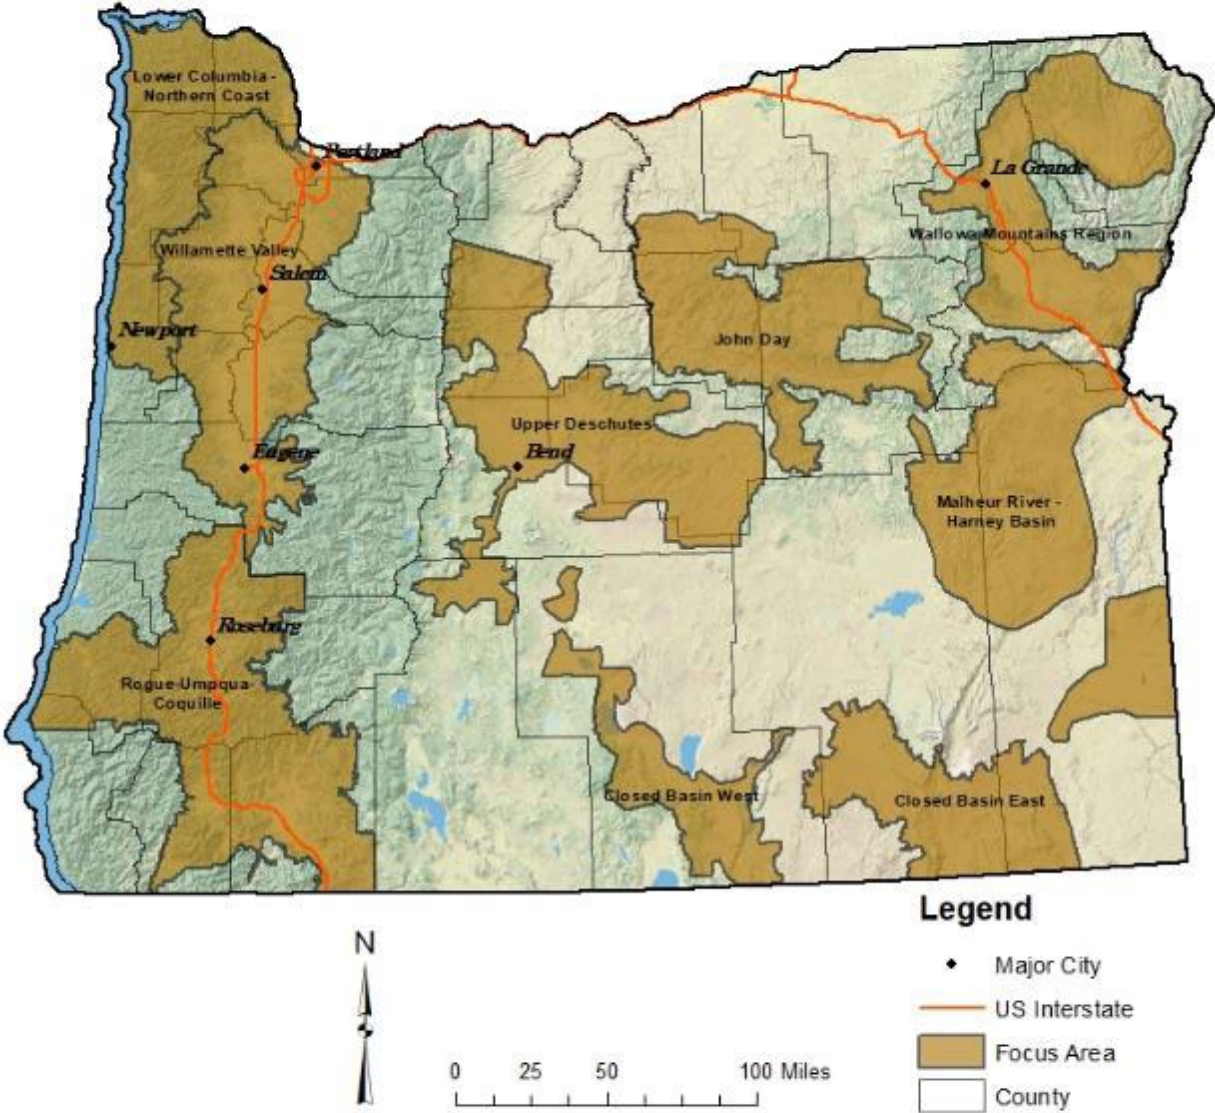 Lower Columbia -
Northern Coast
Portland
La Grande
Willamette Valley
Wallowa Mountains Region
Salem
Newport
John Day
Upper Deschutes
Eugene
Bend
Malheur River -
Harney Basin
Roseburg
Rogue-Umpqua-
Coquille
Closed Basin West
Closed Basin East
Legend
N
Major City
US Interstate
Focus Area
County
0 25 50 100 Miles